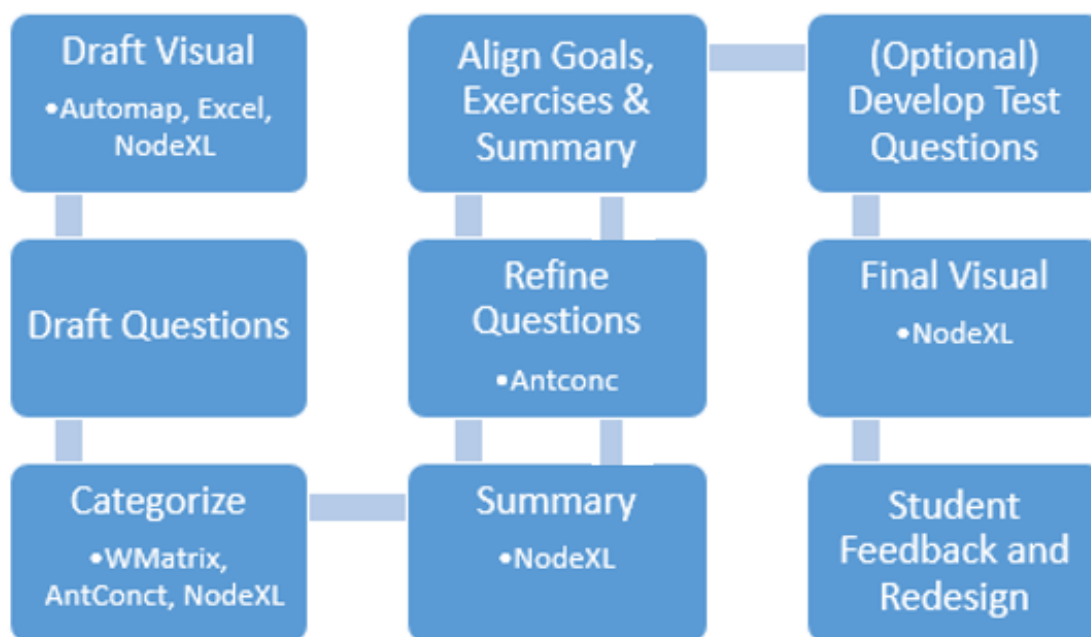 Draft Visual
•Automap, Excel,
NodeXL
Draft Questions
Categorize
•WMatrix,
AntConct, NodeXL
Summary
•NodeXL
Refine
Questions
•Antconc
Align Goals,
Exercises &
Summary
(Optional)
Develop Test
Questions
Final Visual
•NodeXL
Student
Feedback and
Redesign